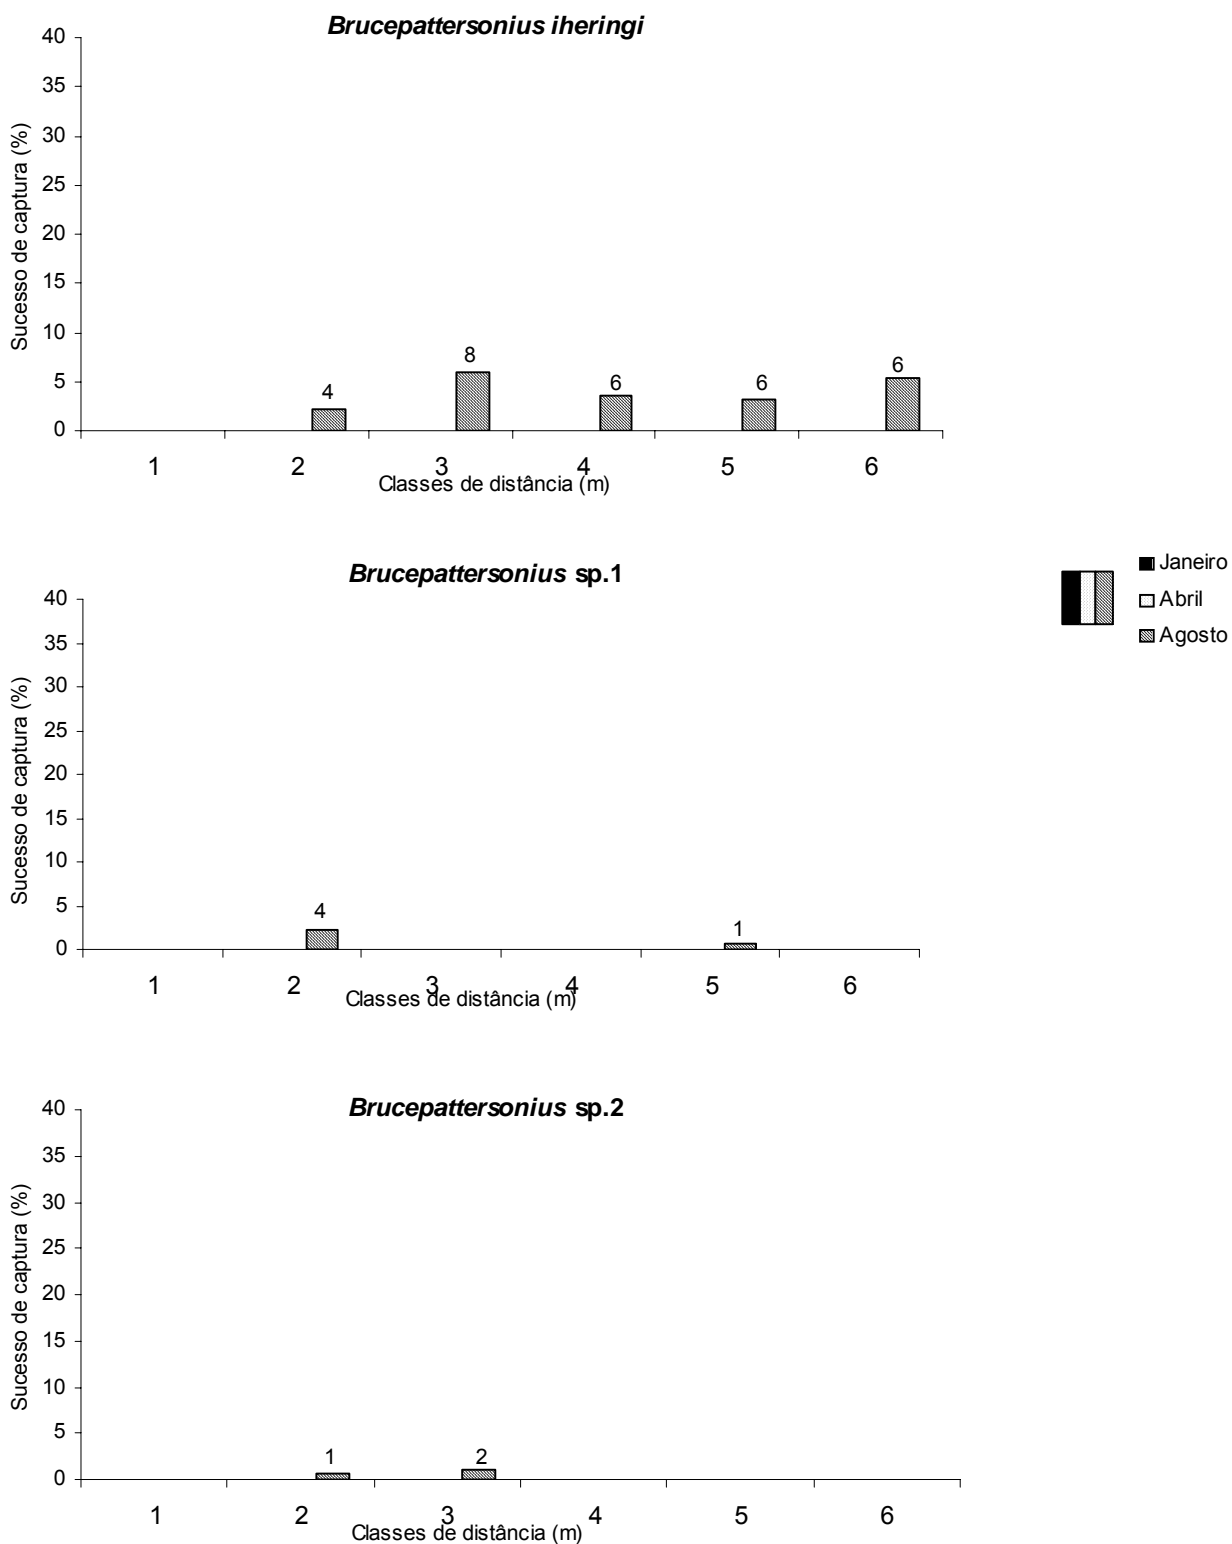 Brucepattersonius iheringi
Sucesso de captura (%)
40
35
30
25
20
15
10
5
0
4
8
6
6
6
1 2 3 4 5 6
Classes de distância (m)
Brucepattersonius sp.1
Sucesso de captura (%)
40
35
30
25
20
15
10
5
0
4
1
1 2 3 4 5 6
Classes de distância (m)
Janeiro
Abril
Agosto
Brucepattersonius sp.2
Sucesso de captura (%)
40
35
30
25
20
15
10
5
0
1
2
1 2 3 4 5 6
Classes de distância (m)